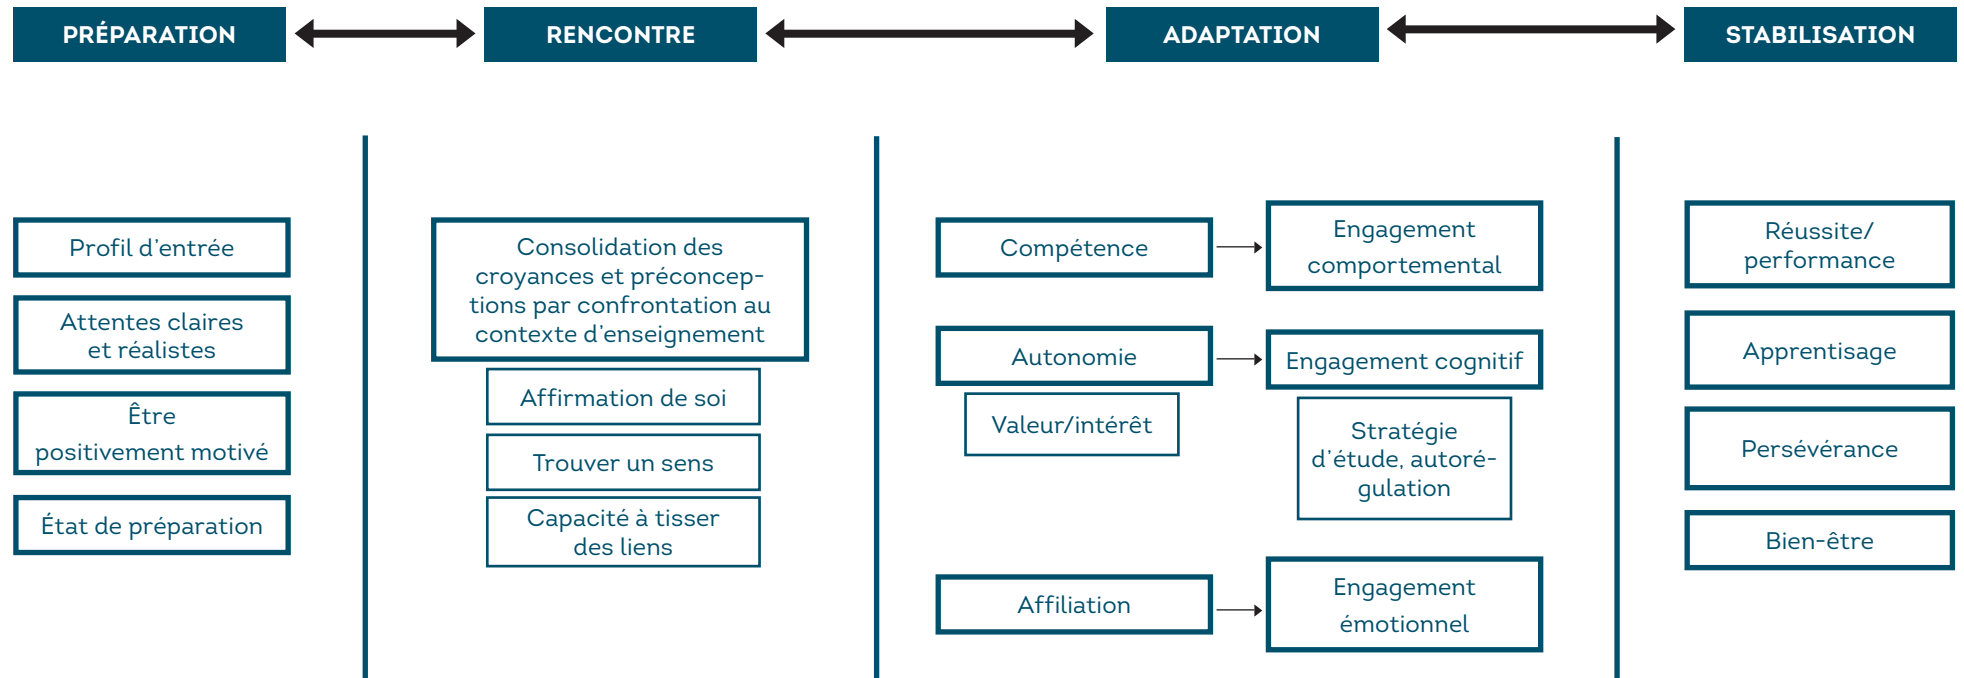 PRÉPARATION
RENCONTRE
ADAPTATION
STABILISATION
Profil d'entrée
Attentes claires
et réalistes
Être
positivement motivé
État de préparation
Consolidation des
croyances et préconcep-
tions par confrontation au
contexte d'enseignement
Affirmation de soi
Trouver un sens
Capacité à tisser
des liens
Compétence
Engagement
comportemental
Autonomie
Engagement cognitif
Valeur/intérêt
Stratégie
d'étude, autoré-
gulation
Affiliation
Engagement
émotionnel
Réussite/
performance
Apprentisage
Persévérance
Bien-être